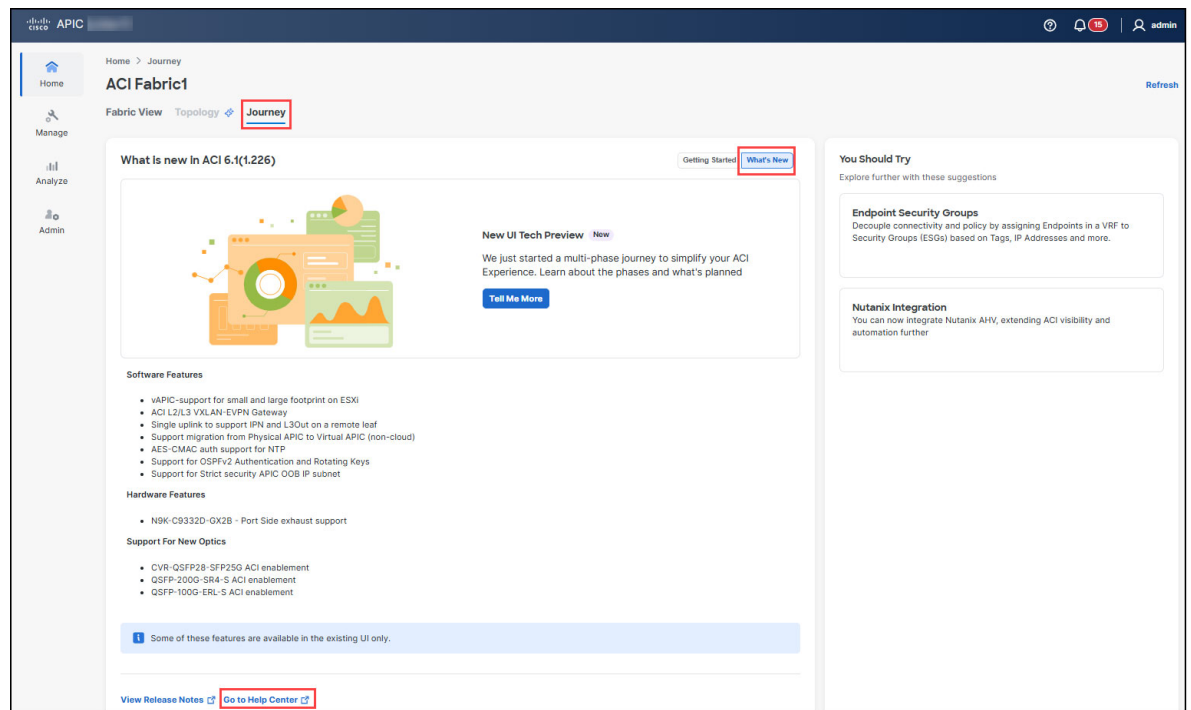 cisco APIC
15
admin
Home
Manage
Analyze
Admin
Home > Journey
ACI Fabric1
Refresh
Fabric View Topology Journey
What is new in ACI 6.1(1.226)
Getting Started What's New
New UI Tech Preview New
We just started a multi-phase journey to simplify your ACI
Experience. Learn about the phases and what's planned
Tell Me More
Software Features
• vAPIC-support for small and large footprint on ESXi
• ACI L2/L3 VXLAN-EVPN Gateway
• Single uplink to support IPN and L3Out on a remote leaf
• Support migration from Physical APIC to Virtual APIC (non-cloud)
• AES-CMAC auth support for NTP
• Support for OSPFv2 Authentication and Rotating Keys
• Support for Strict security APIC OOB IP subnet
Hardware Features
• N9K-C9332D-GX2B - Port Side exhaust support
Support For New Optics
• CVR-QSFP28-SFP25G ACI enablement
• QSFP-200G-SR4-S ACI enablement
• QSFP-100G-ERL-S ACI enablement
Some of these features are available in the existing UI only.
View Release Notes Go to Help Center
You Should Try
Explore further with these suggestions
Endpoint Security Groups
Decouple connectivity and policy by assigning Endpoints in a VRF to
Security Groups (ESGs) based on Tags, IP Addresses and more.
Nutanix Integration
You can now integrate Nutanix AHV, extending ACI visibility and
automation further